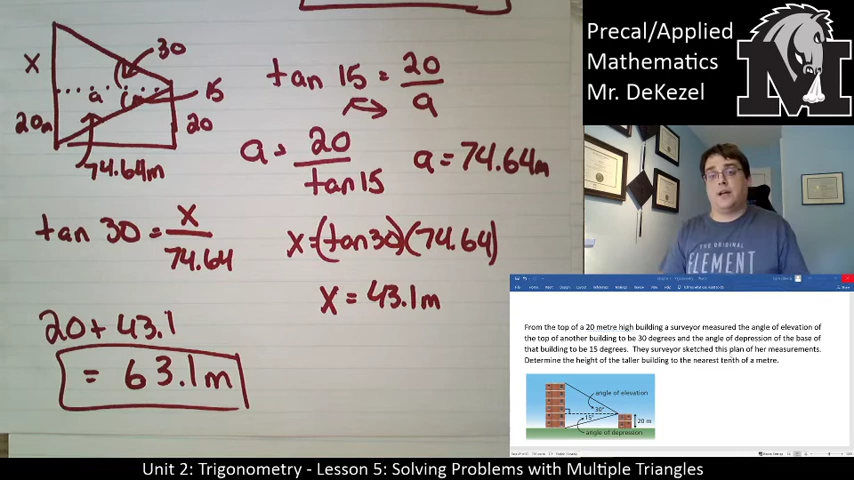 Precal/Applied
Mathematics
Mr. DeKezel
M
x
30
a
15
20m
20
74.64m
tan 15 = 20/a
a = 20/tan15
a = 74.64m
tan 30 = x/74.64
x = (tan30)(74.64)
x = 43.1m
20 + 43.1
= 63.1m
THE ORIGINAL
ELEMENT
From the top of a 20 metre high building a surveyor measured the angle of elevation of
the top of another building to be 30 degrees and the angle of depression of the base of
that building to be 15 degrees. They surveyor sketched this plan of her measurements.
Determine the height of the taller building to the nearest tenth of a metre.
angle of elevation
30°
15°
20 m
angle of depression
Unit 2: Trigonometry - Lesson 5: Solving Problems with Multiple Triangles